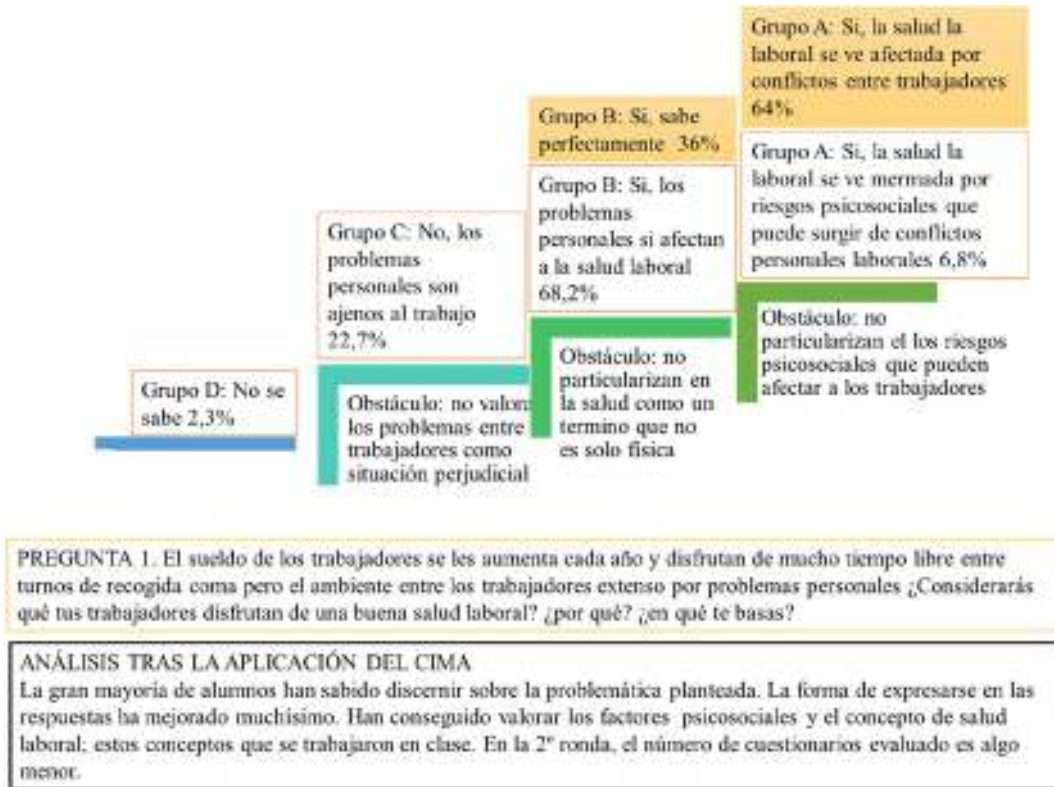 Grupo A: Si, la salud la
laboral se ve afectada por
conflictos entre trabajadores
64%
Grupo B: Si, sabe
perfectamente 36%
Grupo A: Si, la salud la
laboral se ve mermada por
riesgos psicosociales que
puede surgir de conflictos
personales laborales 6,8%
Grupo B: Si, los
problemas
personales si afectan
a la salud laboral
68,2%
Grupo C: No, los
problemas
personales son
ajenos al trabajo
22,7%
Grupo D: No se
sabe 2,3%
Obstáculo: no valora
los problemas entre
trabajadores como
situación perjudicial
Obstáculo: no
particularizan en
la salud como un
termino que no
es solo física
Obstáculo: no
particularizan el los riesgos
psicosociales que pueden
afectar a los trabajadores
PREGUNTA 1. El sueldo de los trabajadores se les aumenta cada año y disfrutan de mucho tiempo libre entre
turnos de recogida coma pero el ambiente entre los trabajadores extenso por problemas personales ¿Considerarás
qué tus trabajadores disfrutan de una buena salud laboral? ¿por qué? ¿en qué te basas?
ANÁLISIS TRAS LA APLICACIÓN DEL CIMA
La gran mayoría de alumnos han sabido discernir sobre la problemática planteada. La forma de expresarse en las
respuestas ha mejorado muchísimo. Han conseguido valorar los factores psicosociales y el concepto de salud
laboral; estos conceptos que se trabajaron en clase. En la 2ª ronda, el número de cuestionarios evaluado es algo
menor.